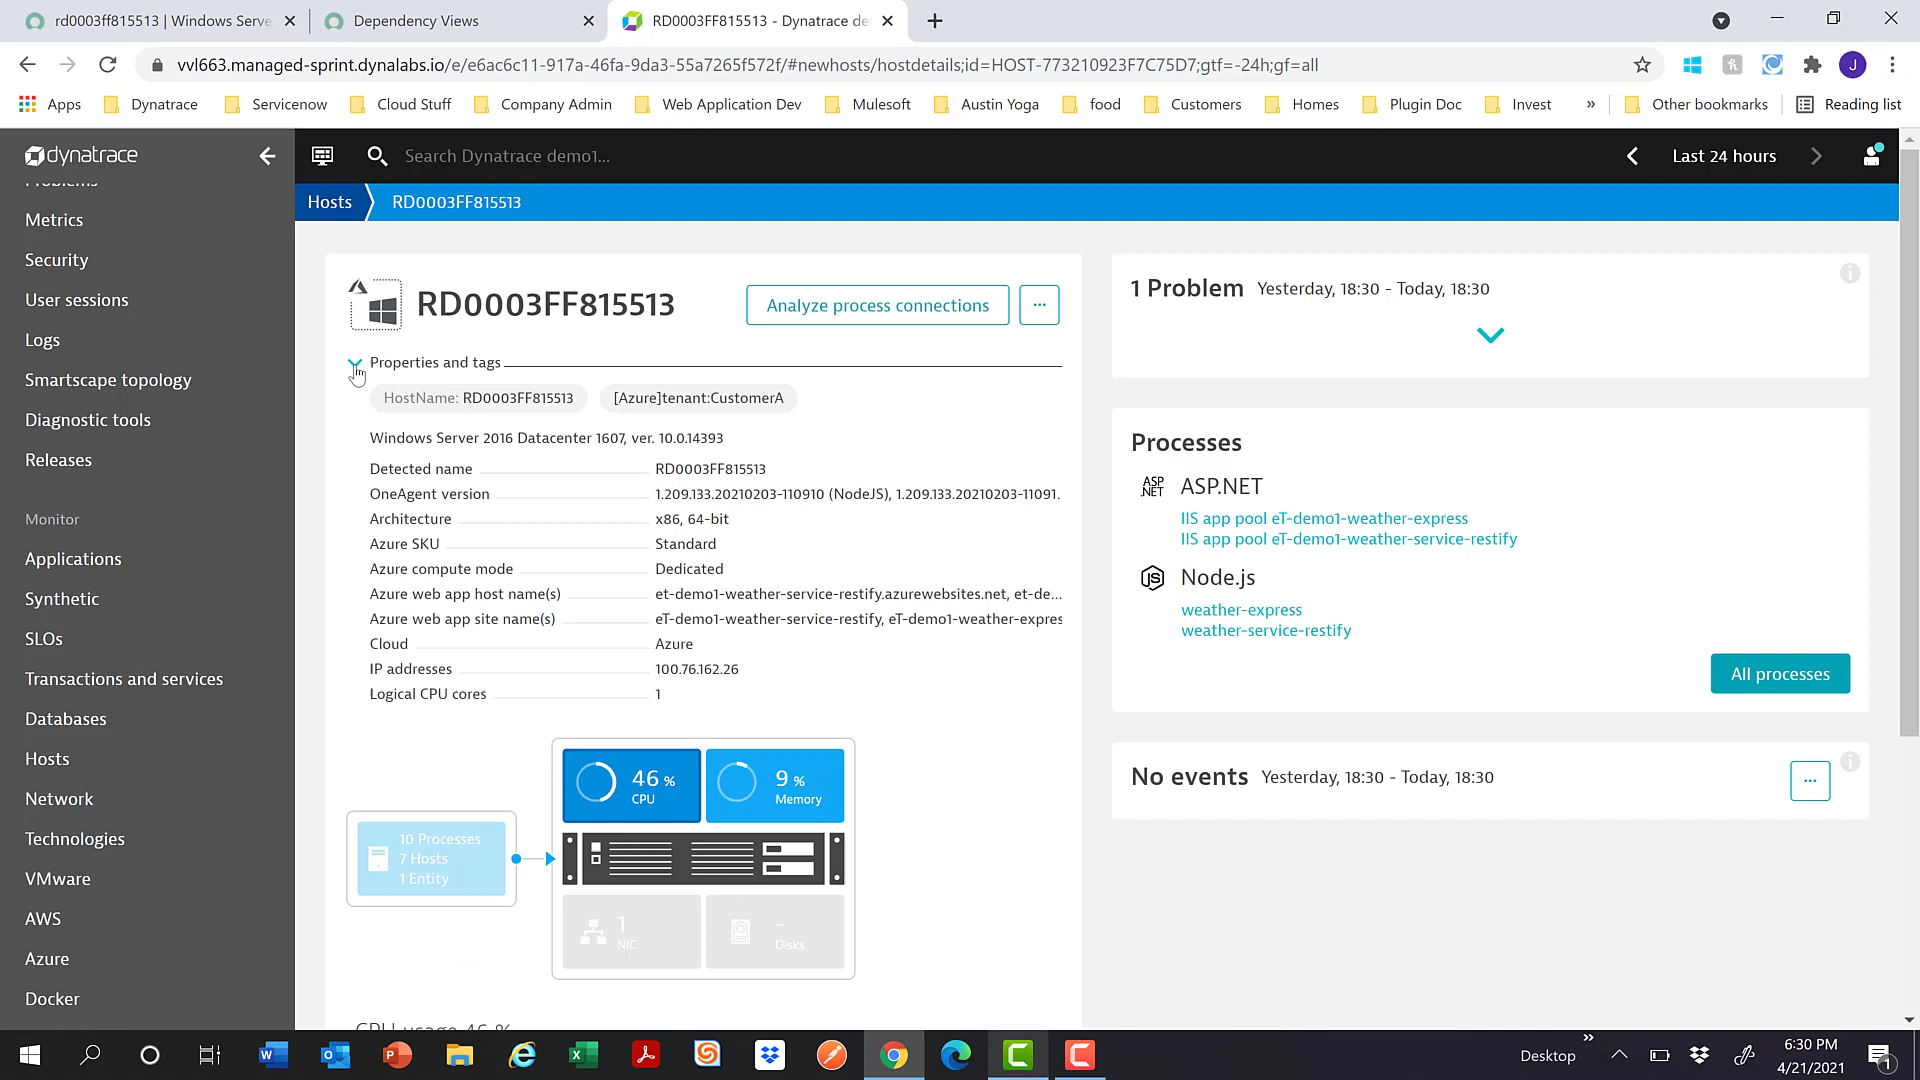 rd0003ff815513 | Windows Serve
Dependency Views
RD0003FF815513 - Dynatrace de
vvl663.managed-sprint.dynalabs.io/e/e6ac6c11-917a-46fa-9da3-55a7265f572f/#newhosts/hostdetails;id=HOST-773210923F7C75D7;gtf=-24h;gf=all
J
Apps
Dynatrace
Servicenow
Cloud Stuff
Company Admin
Web Application Dev
Mulesoft
Austin Yoga
food
Customers
Homes
Plugin Doc
Invest
»
Other bookmarks
Reading list
dynatrace
Search Dynatrace demo1...
Last 24 hours
Hosts
RD0003FF815513
Problems
Metrics
Security
User sessions
Logs
Smartscape topology
Diagnostic tools
Releases
Monitor
Applications
Synthetic
SLOs
Transactions and services
Databases
Hosts
Network
Technologies
VMware
AWS
Azure
Docker
RD0003FF815513
Analyze process connections
...
Properties and tags
HostName: RD0003FF815513
[Azure]tenant:CustomerA
Windows Server 2016 Datacenter 1607, ver. 10.0.14393
Detected name RD0003FF815513
OneAgent version 1.209.133.20210203-110910 (NodeJS), 1.209.133.20210203-11091.
Architecture x86, 64-bit
Azure SKU Standard
Azure compute mode Dedicated
Azure web app host name(s) et-demo1-weather-service-restify.azurewebsites.net, et-de...
Azure web app site name(s) eT-demo1-weather-service-restify, eT-demo1-weather-expres
Cloud Azure
IP addresses 100.76.162.26
Logical CPU cores 1
46 %
CPU
9 %
Memory
10 Processes
7 Hosts
1 Entity
1
NIC
-
Disks
CPU usage 46 %
1 Problem Yesterday, 18:30 - Today, 18:30
Processes
ASP.NET
ASP
.NET
IIS app pool eT-demo1-weather-express
IIS app pool eT-demo1-weather-service-restify
JS
Node.js
weather-express
weather-service-restify
All processes
No events Yesterday, 18:30 - Today, 18:30
...
Desktop
»
6:30 PM
4/21/2021
1